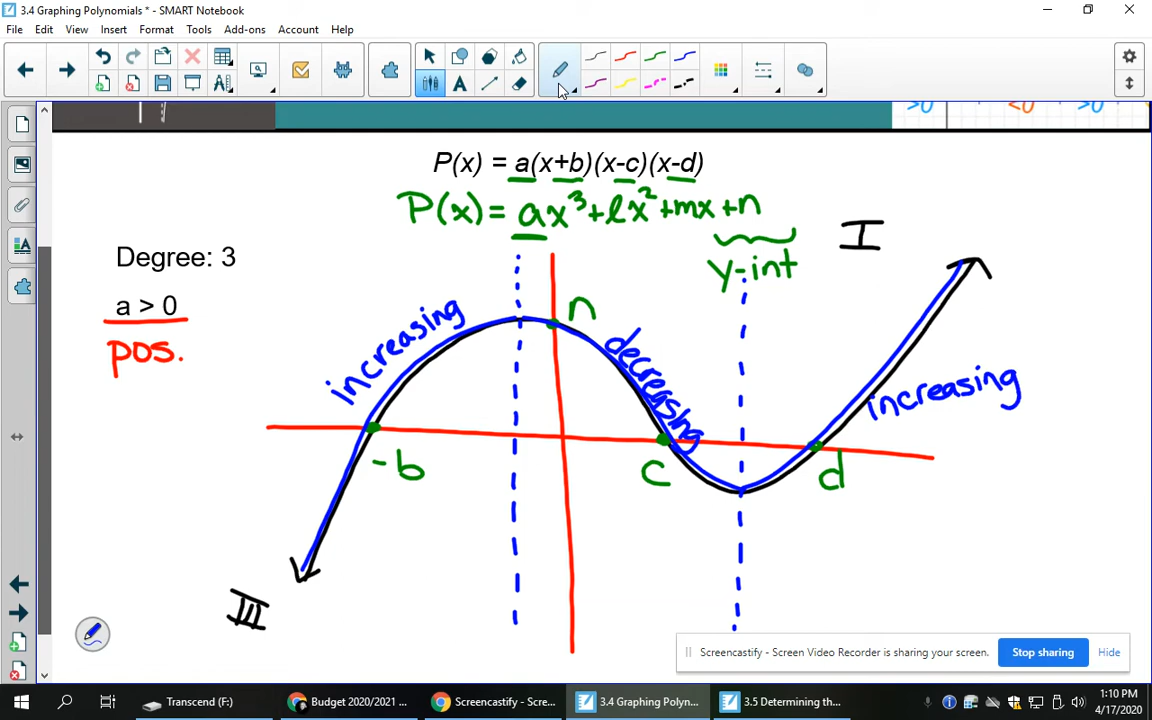 3.4 Graphing Polynomials * - SMART Notebook
File Edit View Insert Format Tools Add-ons Account Help
>0 <0 >0
P(x) = a(x+b)(x-c)(x-d)
P(x) = ax³+lx²+mx+n
I
y-int
Degree: 3
a > 0
pos.
n
increasing
decreasing
increasing
-b
c
d
III
Screencastify - Screen Video Recorder is sharing your screen. Stop sharing Hide
Transcend (F:) Budget 2020/2021 ... Screencastify - Scre... 3.4 Graphing Polyn... 3.5 Determining th...
1:10 PM
4/17/2020